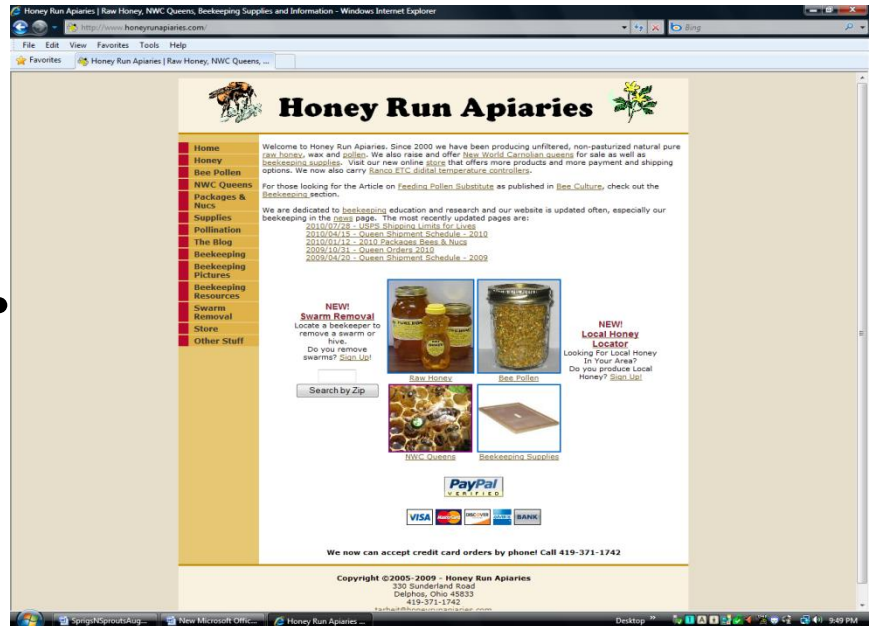 Honey Run Apiaries | Raw Honey, NWC Queens, Beekeeping Supplies and Information - Windows Internet Explorer
http://www.honeyrunapiaries.com/
Bing
File Edit View Favorites Tools Help
Favorites Honey Run Apiaries | Raw Honey, NWC Queens, ...
Honey Run Apiaries
Home
Honey
Bee Pollen
NWC Queens
Packages &
Nucs
Supplies
Pollination
The Blog
Beekeeping
Beekeeping
Pictures
Beekeeping
Resources
Swarm
Removal
Store
Other Stuff
Welcome to Honey Run Apiaries. Since 2000 we have been producing unfiltered, non-pasturized natural pure
raw honey, wax and pollen. We also raise and offer New World Carnolian queens for sale as well as
beekeeping supplies. Visit our new online store that offers more products and more payment and shipping
options. We now also carry Ranco ETC didital temperature controllers.
For those looking for the Article on Feeding Pollen Substitute as published in Bee Culture, check out the
Beekeeping section.
We are dedicated to beekeeping education and research and our website is updated often, especially our
beekeeping in the news page. The most recently updated pages are:
2010/07/28 - USPS Shipping Limits for Lives
2010/04/15 - Queen Shipment Schedule - 2010
2010/01/12 - 2010 Packages Bees & Nucs
2009/10/31 - Queen Orders 2010
2009/04/20 - Queen Shipment Schedule - 2009
NEW!
Swarm Removal
Locate a beekeeper to
remove a swarm or
hive.
Do you remove
swarms? Sign Up!
Search by Zip
Raw Honey
Bee Pollen
NWC Queens
Beekeeping Supplies
NEW!
Local Honey
Locator
Looking For Local Honey
In Your Area?
Do you produce Local
Honey? Sign Up!
PayPal
VERIFIED
VISA MasterCard DISCOVER BANK
We now can accept credit card orders by phone! Call 419-371-1742
Copyright ©2005-2009 - Honey Run Apiaries
330 Sunderland Road
Delphos, Ohio 45833
419-371-1742
SprigsNSproutsAug... New Microsoft Offic... Honey Run Apiaries ... Desktop 9:49 PM